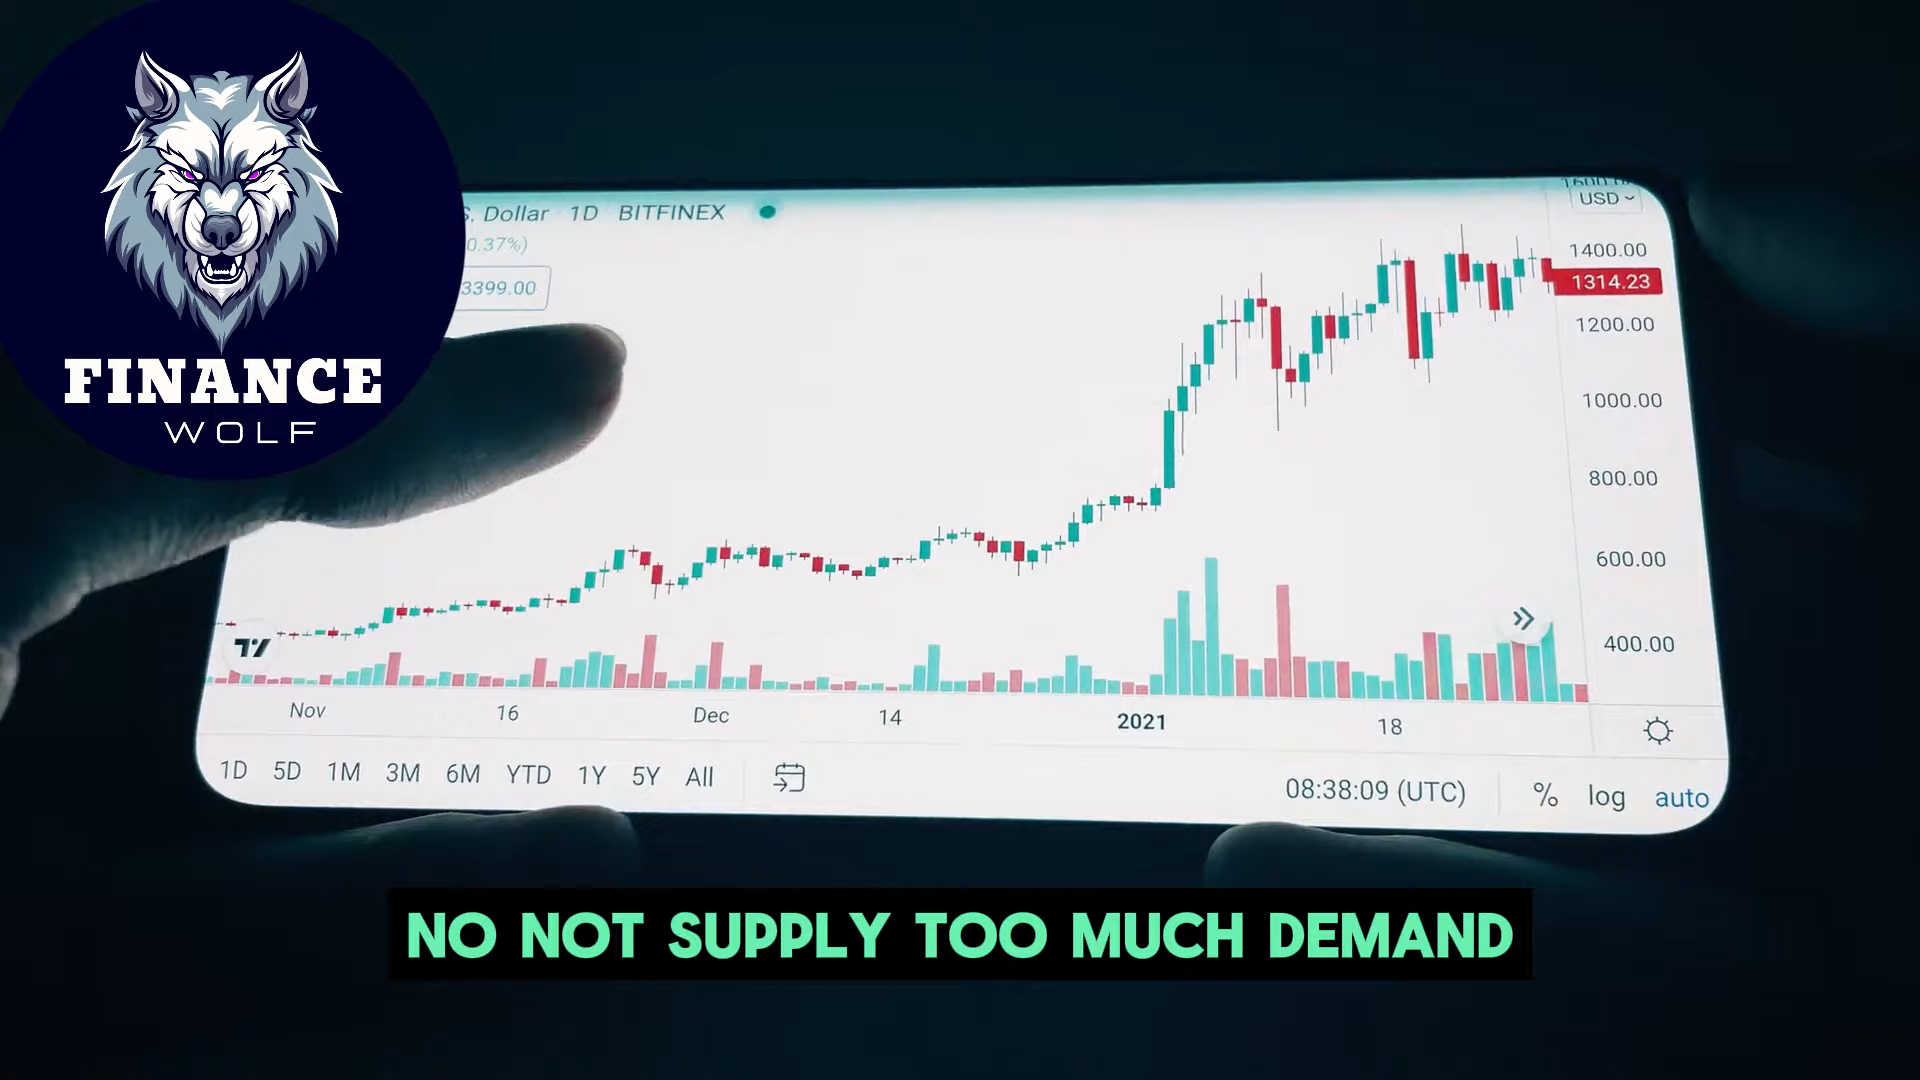 FINANCE
WOLF
S. Dollar 1D BITFINEX
0.37%)
3399.00
USD
1400.00
1314.23
1200.00
1000.00
800.00
600.00
400.00
Nov 16 Dec 14 2021 18
1D 5D 1M 3M 6M YTD 1Y 5Y All
08:38:09 (UTC) % log auto
NO NOT SUPPLY TOO MUCH DEMAND